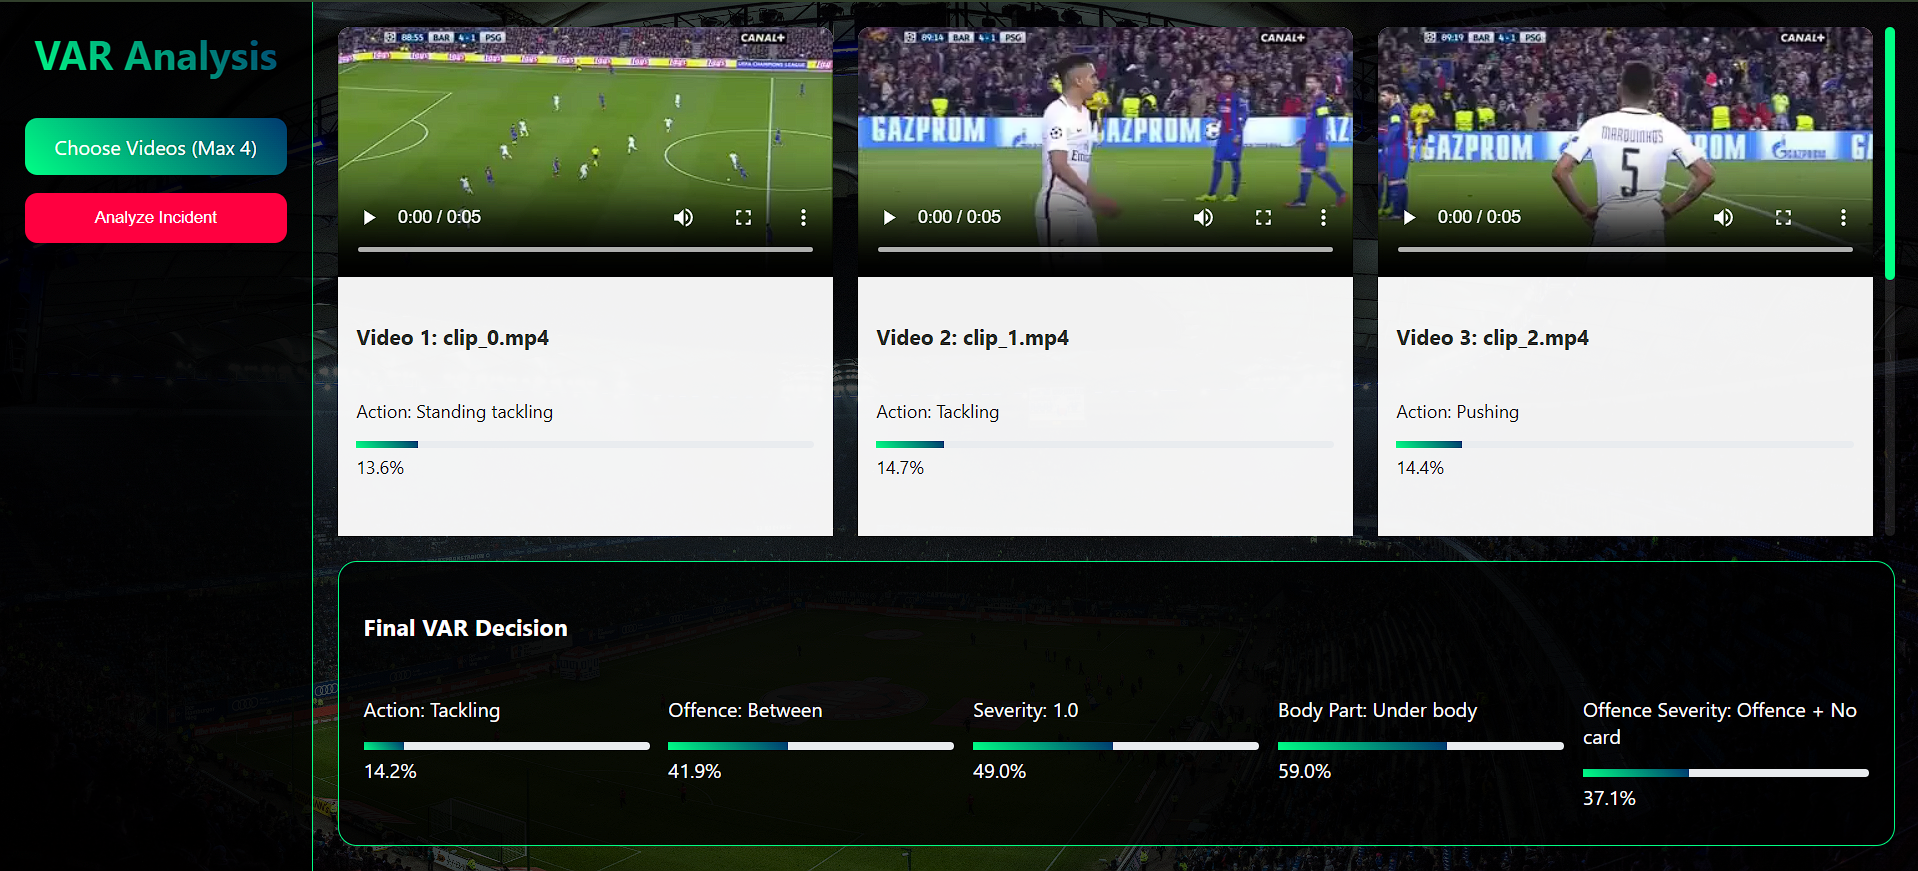 VAR Analysis
Choose Videos (Max 4)
Analyze Incident
88:55 BAR 4-1 PSG
CANAL+
UEFA CHAMPIONS LEAGUE
0:00 / 0:05
Video 1: clip_0.mp4
Action: Standing tackling
13.6%
89:14 BAR 4-1 PSG
CANAL+
GAZPROM
AZPROM
0:00 / 0:05
Video 2: clip_1.mp4
Action: Tackling
14.7%
89:19 BAR 4-1 PSG
CANAL+
GAZPROM
ROM
MARQUINHOS
5
0:00 / 0:05
Video 3: clip_2.mp4
Action: Pushing
14.4%
Final VAR Decision
Action: Tackling
14.2%
Offence: Between
41.9%
Severity: 1.0
49.0%
Body Part: Under body
59.0%
Offence Severity: Offence + No
card
37.1%